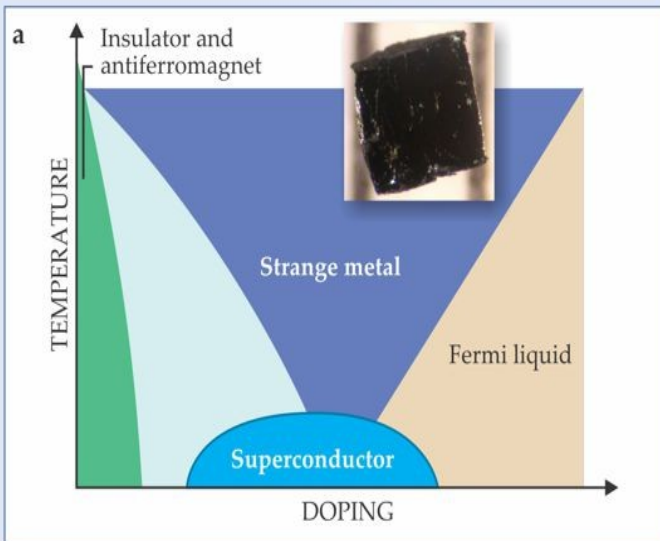 a
Insulator and
antiferromagnet
TEMPERATURE
Strange metal
Fermi liquid
Superconductor
DOPING